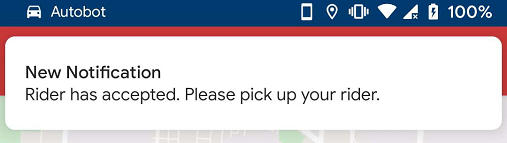 Autobot 100%
New Notification
Rider has accepted. Please pick up your rider.